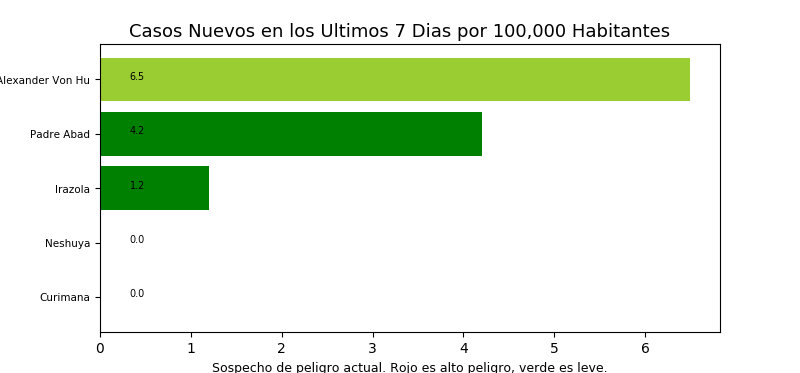 Casos Nuevos en los Ultimos 7 Dias por 100,000 Habitantes
Alexander Von Hu
6.5
Padre Abad
4.2
Irazola
1.2
Neshuya
0.0
Curimana
0.0
0 1 2 3 4 5 6
Sospecho de peligro actual. Rojo es alto peligro, verde es leve.